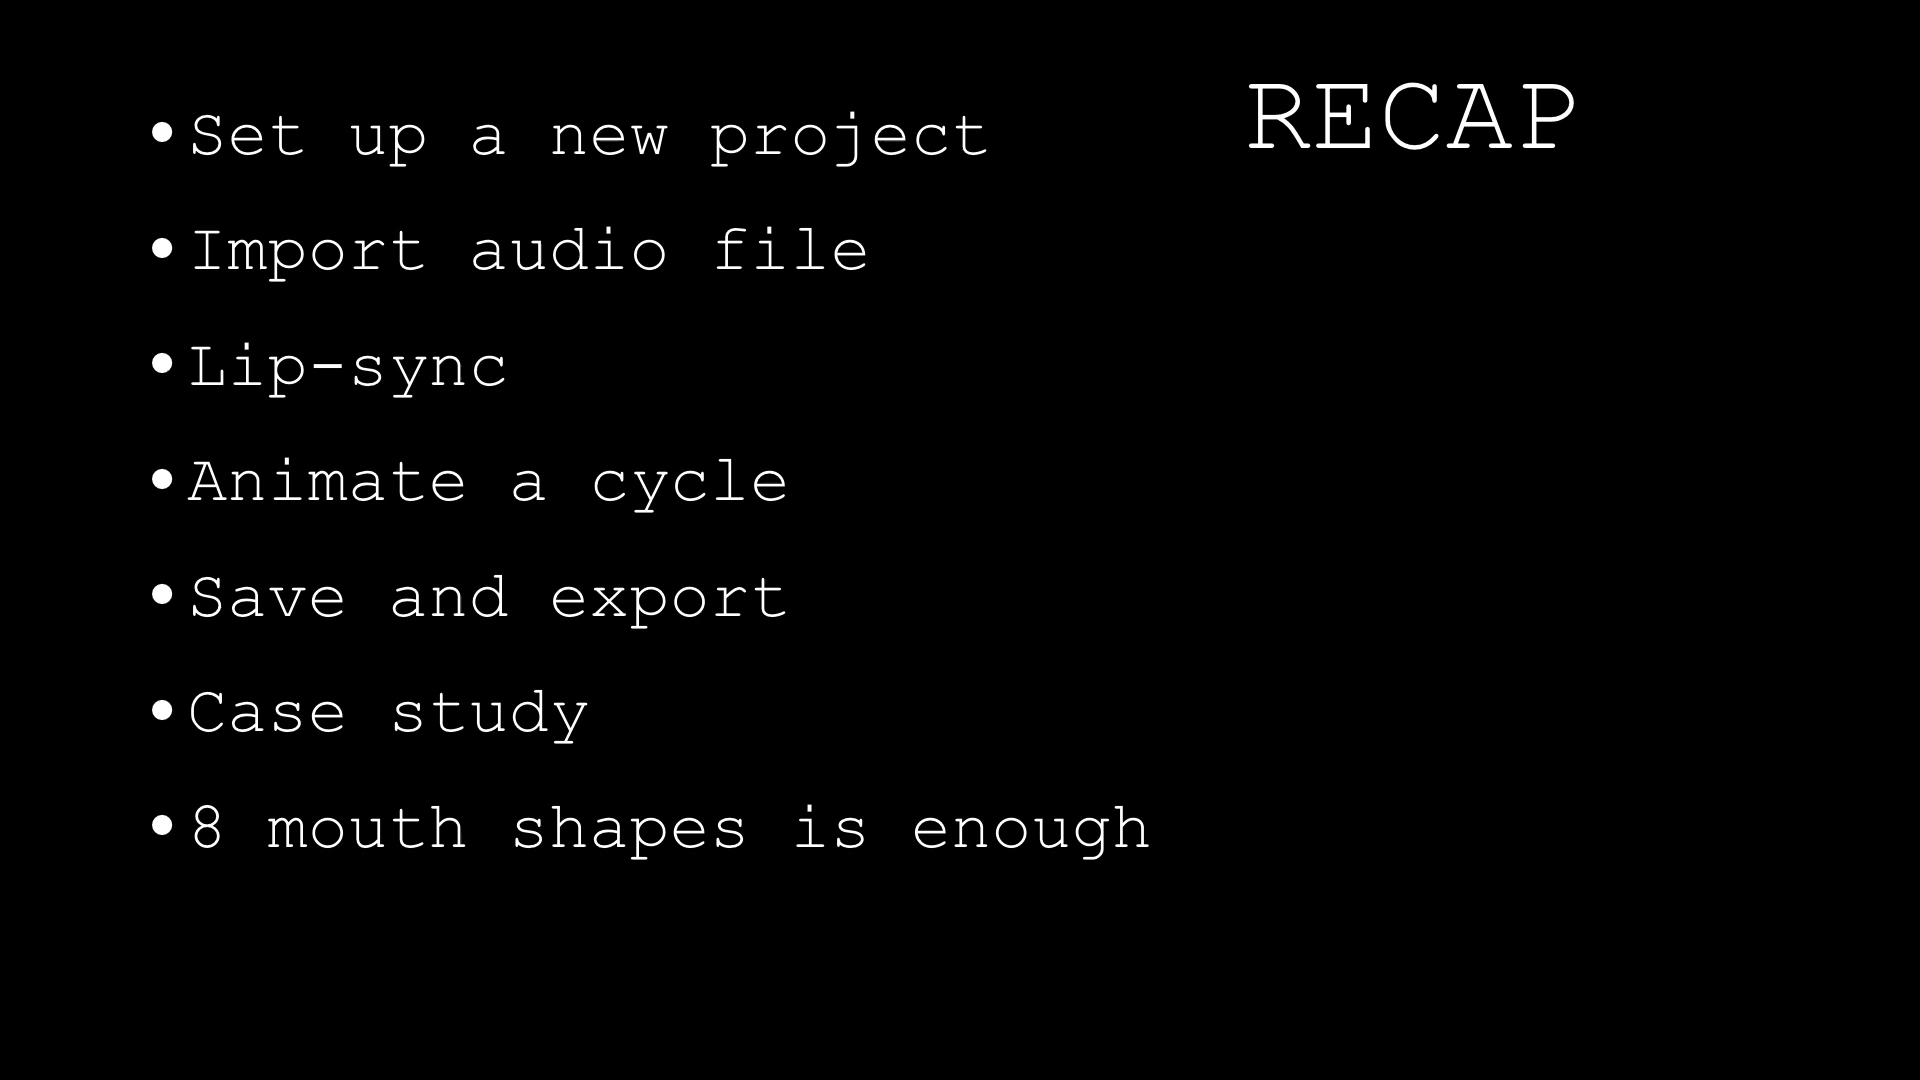 RECAP
•Set up a new project
•Import audio file
•Lip-sync
•Animate a cycle
•Save and export
•Case study
•8 mouth shapes is enough